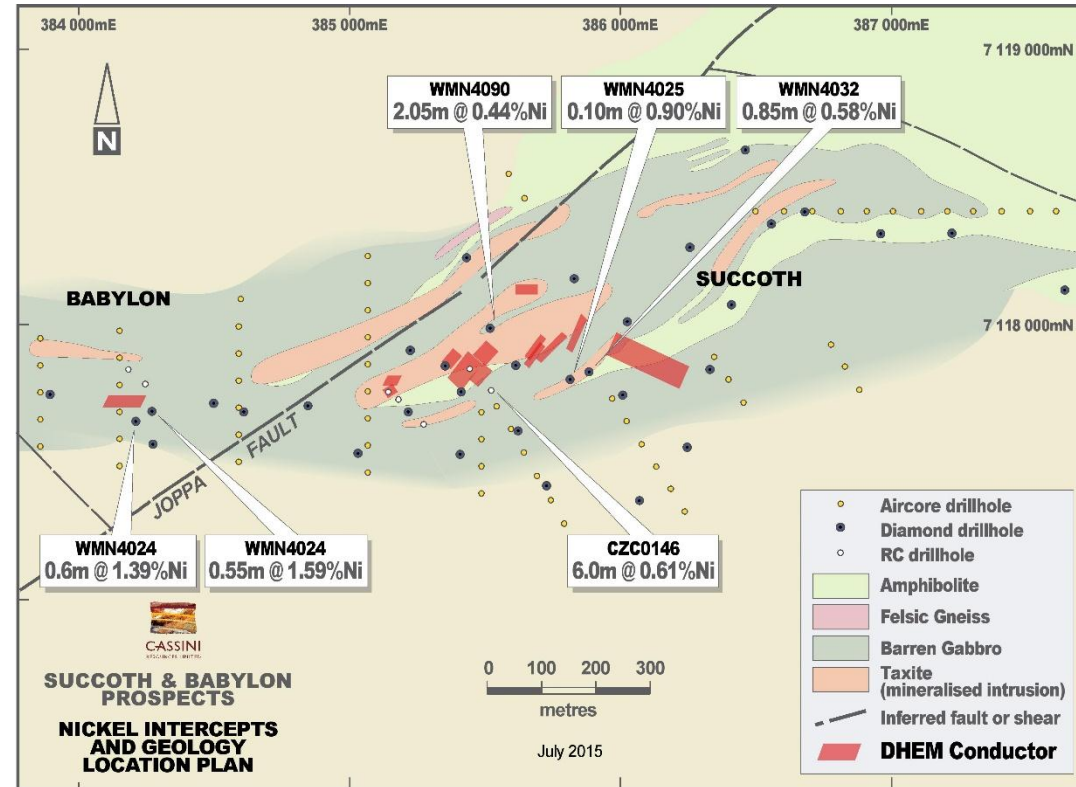 384 000mE
385 000mE
386 000mE
387 000mE
7 119 000mN
N
WMN4090
2.05m @ 0.44%Ni
WMN4025
0.10m @ 0.90%Ni
WMN4032
0.85m @ 0.58%Ni
BABYLON
SUCCOTH
7 118 000mN
JOPPA FAULT
WMN4024
0.6m @ 1.39%Ni
WMN4024
0.55m @ 1.59%Ni
CZC0146
6.0m @ 0.61%Ni
CASSINI
RESOURCES LIMITED
SUCCOTH & BABYLON
PROSPECTS
NICKEL INTERCEPTS
AND GEOLOGY
LOCATION PLAN
0 100 200 300
metres
July 2015
Aircore drillhole
Diamond drillhole
RC drillhole
Amphibolite
Felsic Gneiss
Barren Gabbro
Taxite
(mineralised intrusion)
Inferred fault or shear
DHEM Conductor